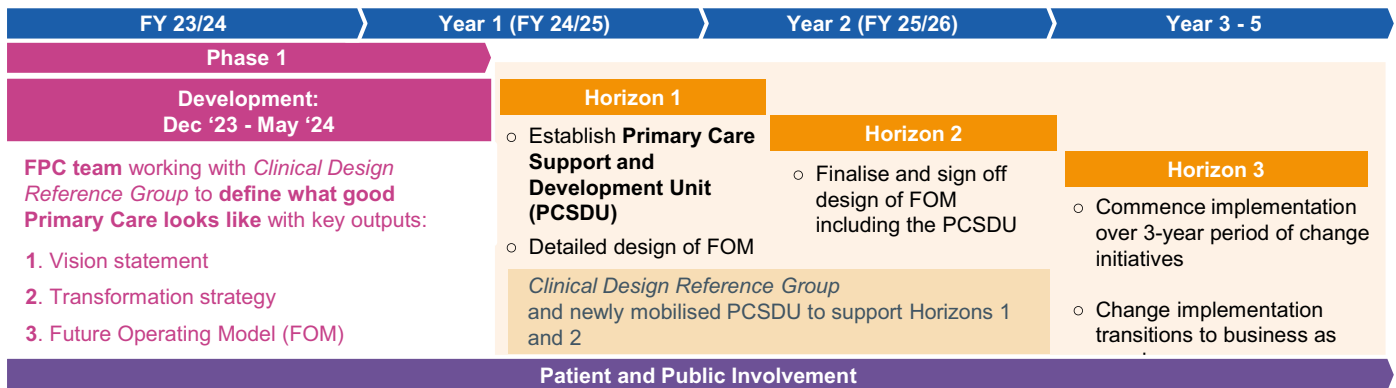 FY 23/24
Year 1 (FY 24/25)
Year 2 (FY 25/26)
Year 3 - 5
Phase 1
Development:
Dec ‘23 - May ‘24
FPC team working with Clinical Design
Reference Group to define what good
Primary Care looks like with key outputs:
1. Vision statement
2. Transformation strategy
3. Future Operating Model (FOM)
Horizon 1
○ Establish Primary Care
Support and
Development Unit
(PCSDU)
○ Detailed design of FOM
Horizon 2
○ Finalise and sign off
design of FOM
including the PCSDU
Clinical Design Reference Group
and newly mobilised PCSDU to support Horizons 1
and 2
Horizon 3
○ Commence implementation
over 3-year period of change
initiatives
○ Change implementation
transitions to business as
Patient and Public Involvement